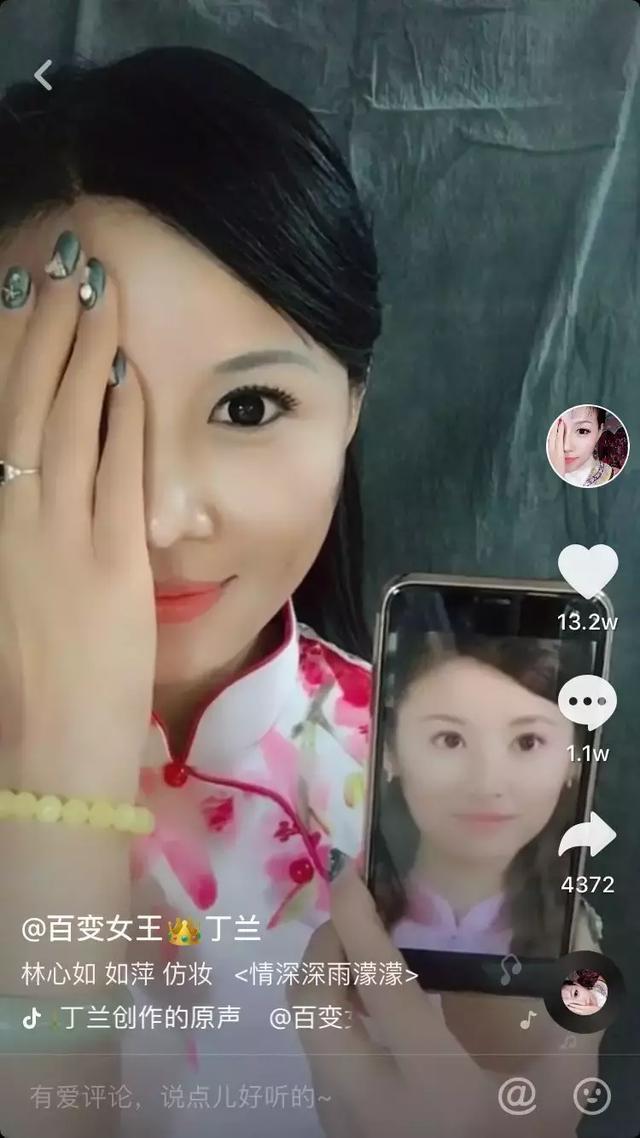 13.2w
1.1w
4372
@百变女王👑丁兰
林心如 如萍 仿妆 <情深深雨濛濛>
丁兰创作的原声 @百变
有爱评论，说点儿好听的~
@